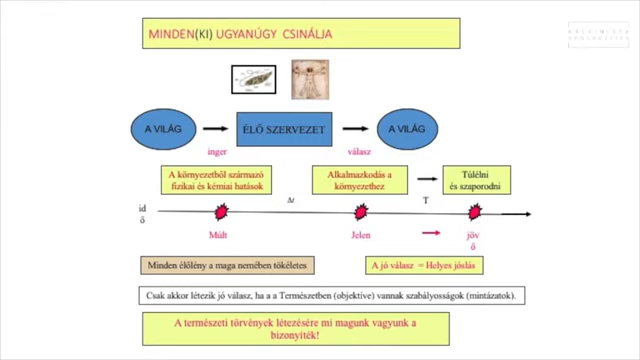 MINDEN(KI) UGYANÚGY CSINÁLJA
A VILÁG
ÉLŐ SZERVEZET
A VILÁG
inger
válasz
A környezetből származó
fizikai és kémiai hatások
Alkalmazkodás a
környezethez
Túlélni
és szaporodni
Δt
T
id
ő
Múlt
Jelen
jöv
ő
Minden élőlény a maga nemében tökéletes
A jó válasz = Helyes jóslás
Csak akkor létezik jó válasz, ha a a Természetben (objektíve) vannak szabályosságok (mintázatok).
A természeti törvények létezésére mi magunk vagyunk a
bizonyíték!